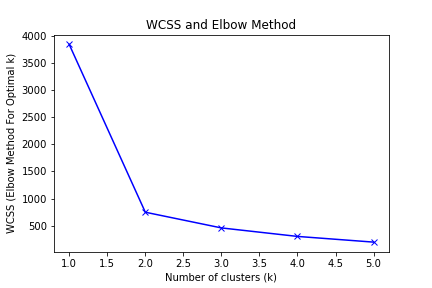 WCSS and Elbow Method
WCSS (Elbow Method For Optimal k)
4000
3500
3000
2500
2000
1500
1000
500
1.0 1.5 2.0 2.5 3.0 3.5 4.0 4.5 5.0
Number of clusters (k)